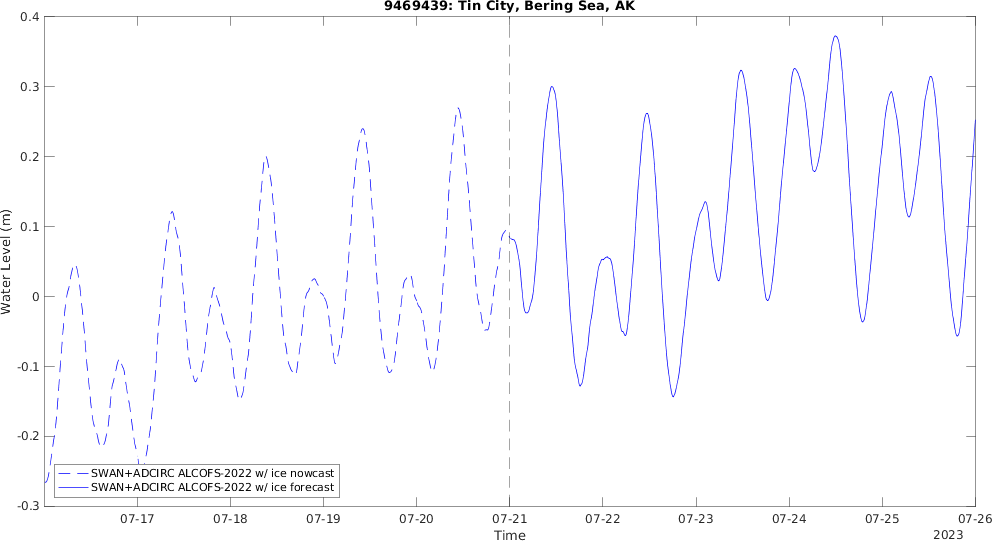 9469439: Tin City, Bering Sea, AK
0.4
0.3
0.2
0.1
0
-0.1
-0.2
-0.3
Water Level (m)
SWAN+ADCIRC ALCOFS-2022 w/ ice nowcast
SWAN+ADCIRC ALCOFS-2022 w/ ice forecast
07-17 07-18 07-19 07-20 07-21 07-22 07-23 07-24 07-25 07-26
Time
2023